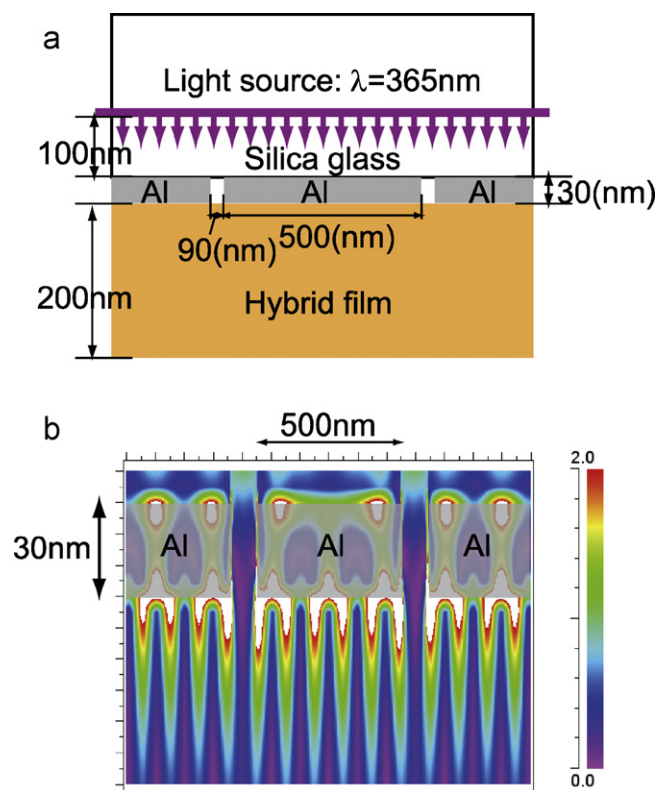 a
Light source: λ=365nm
100nm
Silica glass
Al Al Al
30(nm)
90(nm)
500(nm)
200nm
Hybrid film
b
500nm
2.0
30nm
Al Al Al
0.0